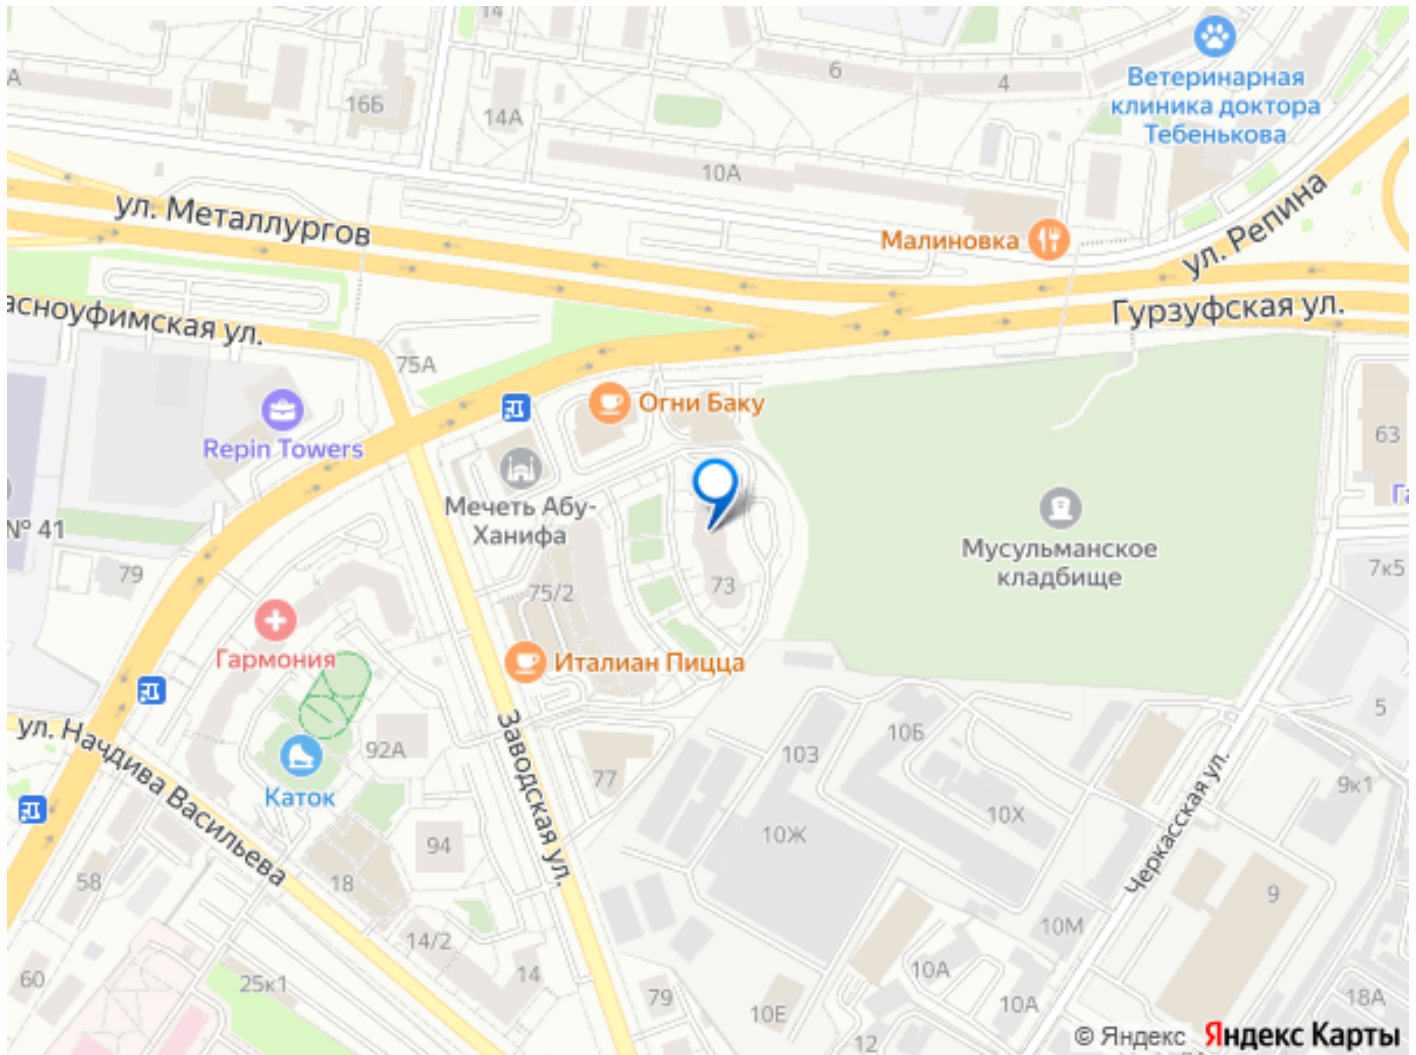 14
6
4
Ветеринарная
клиника доктора
Тебенькова
16Б
14А
10А
ул. Металлургов
Малиновка
ул. Репина
Гурзуфская ул.
асноуфимская ул.
75А
Огни Баку
Repin Towers
63
Мечеть Абу-
Ханифа
№ 41
Мусульманское
кладбище
79
75/2
73
7к5
Гармония
Италиан Пицца
5
ул. Начдива Васильева
Заводская ул.
92А
Каток
77
103
10Б
Черкасская ул.
9к1
94
10Ж
10Х
58
18
9
10М
14/2
14
60
25к1
79
10Е
10А
10А
12
18А
© Яндекс Яндекс Карты